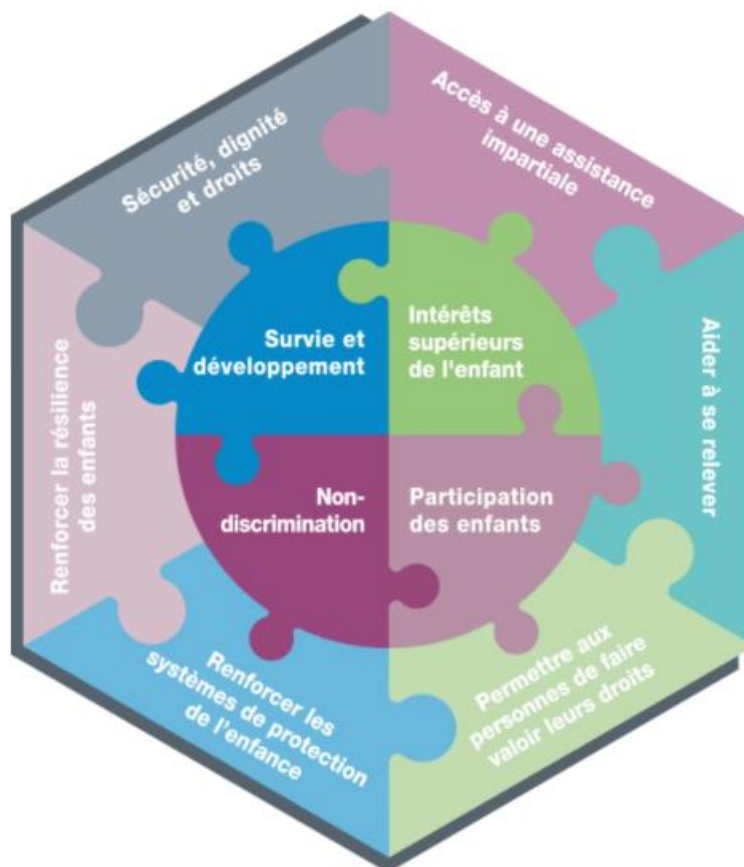 Sécurité, dignité
et droits
Accès à une assistance
impartiale
Survie et
développement
Intérêts
supérieurs
de l'enfant
Aider à se relever
Renforcer la résilience
des enfants
Non-
discrimination
Participation
des enfants
Renforcer les
systèmes de protection
de l'enfance
Permettre aux
personnes de faire
valoir leurs droits